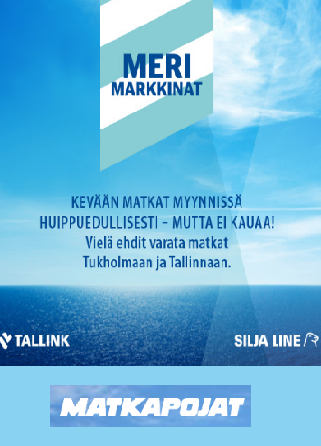 MERI
MARKKINAT
KEVÄÄN MATKAT MYYNNISSÄ
HUIPPUEDULLISESTI – MUTTA EI KAUAA!
Vielä ehdit varata matkat
Tukholmaan ja Tallinnaan.
TALLINK SILJA LINE
MATKAPOJAT